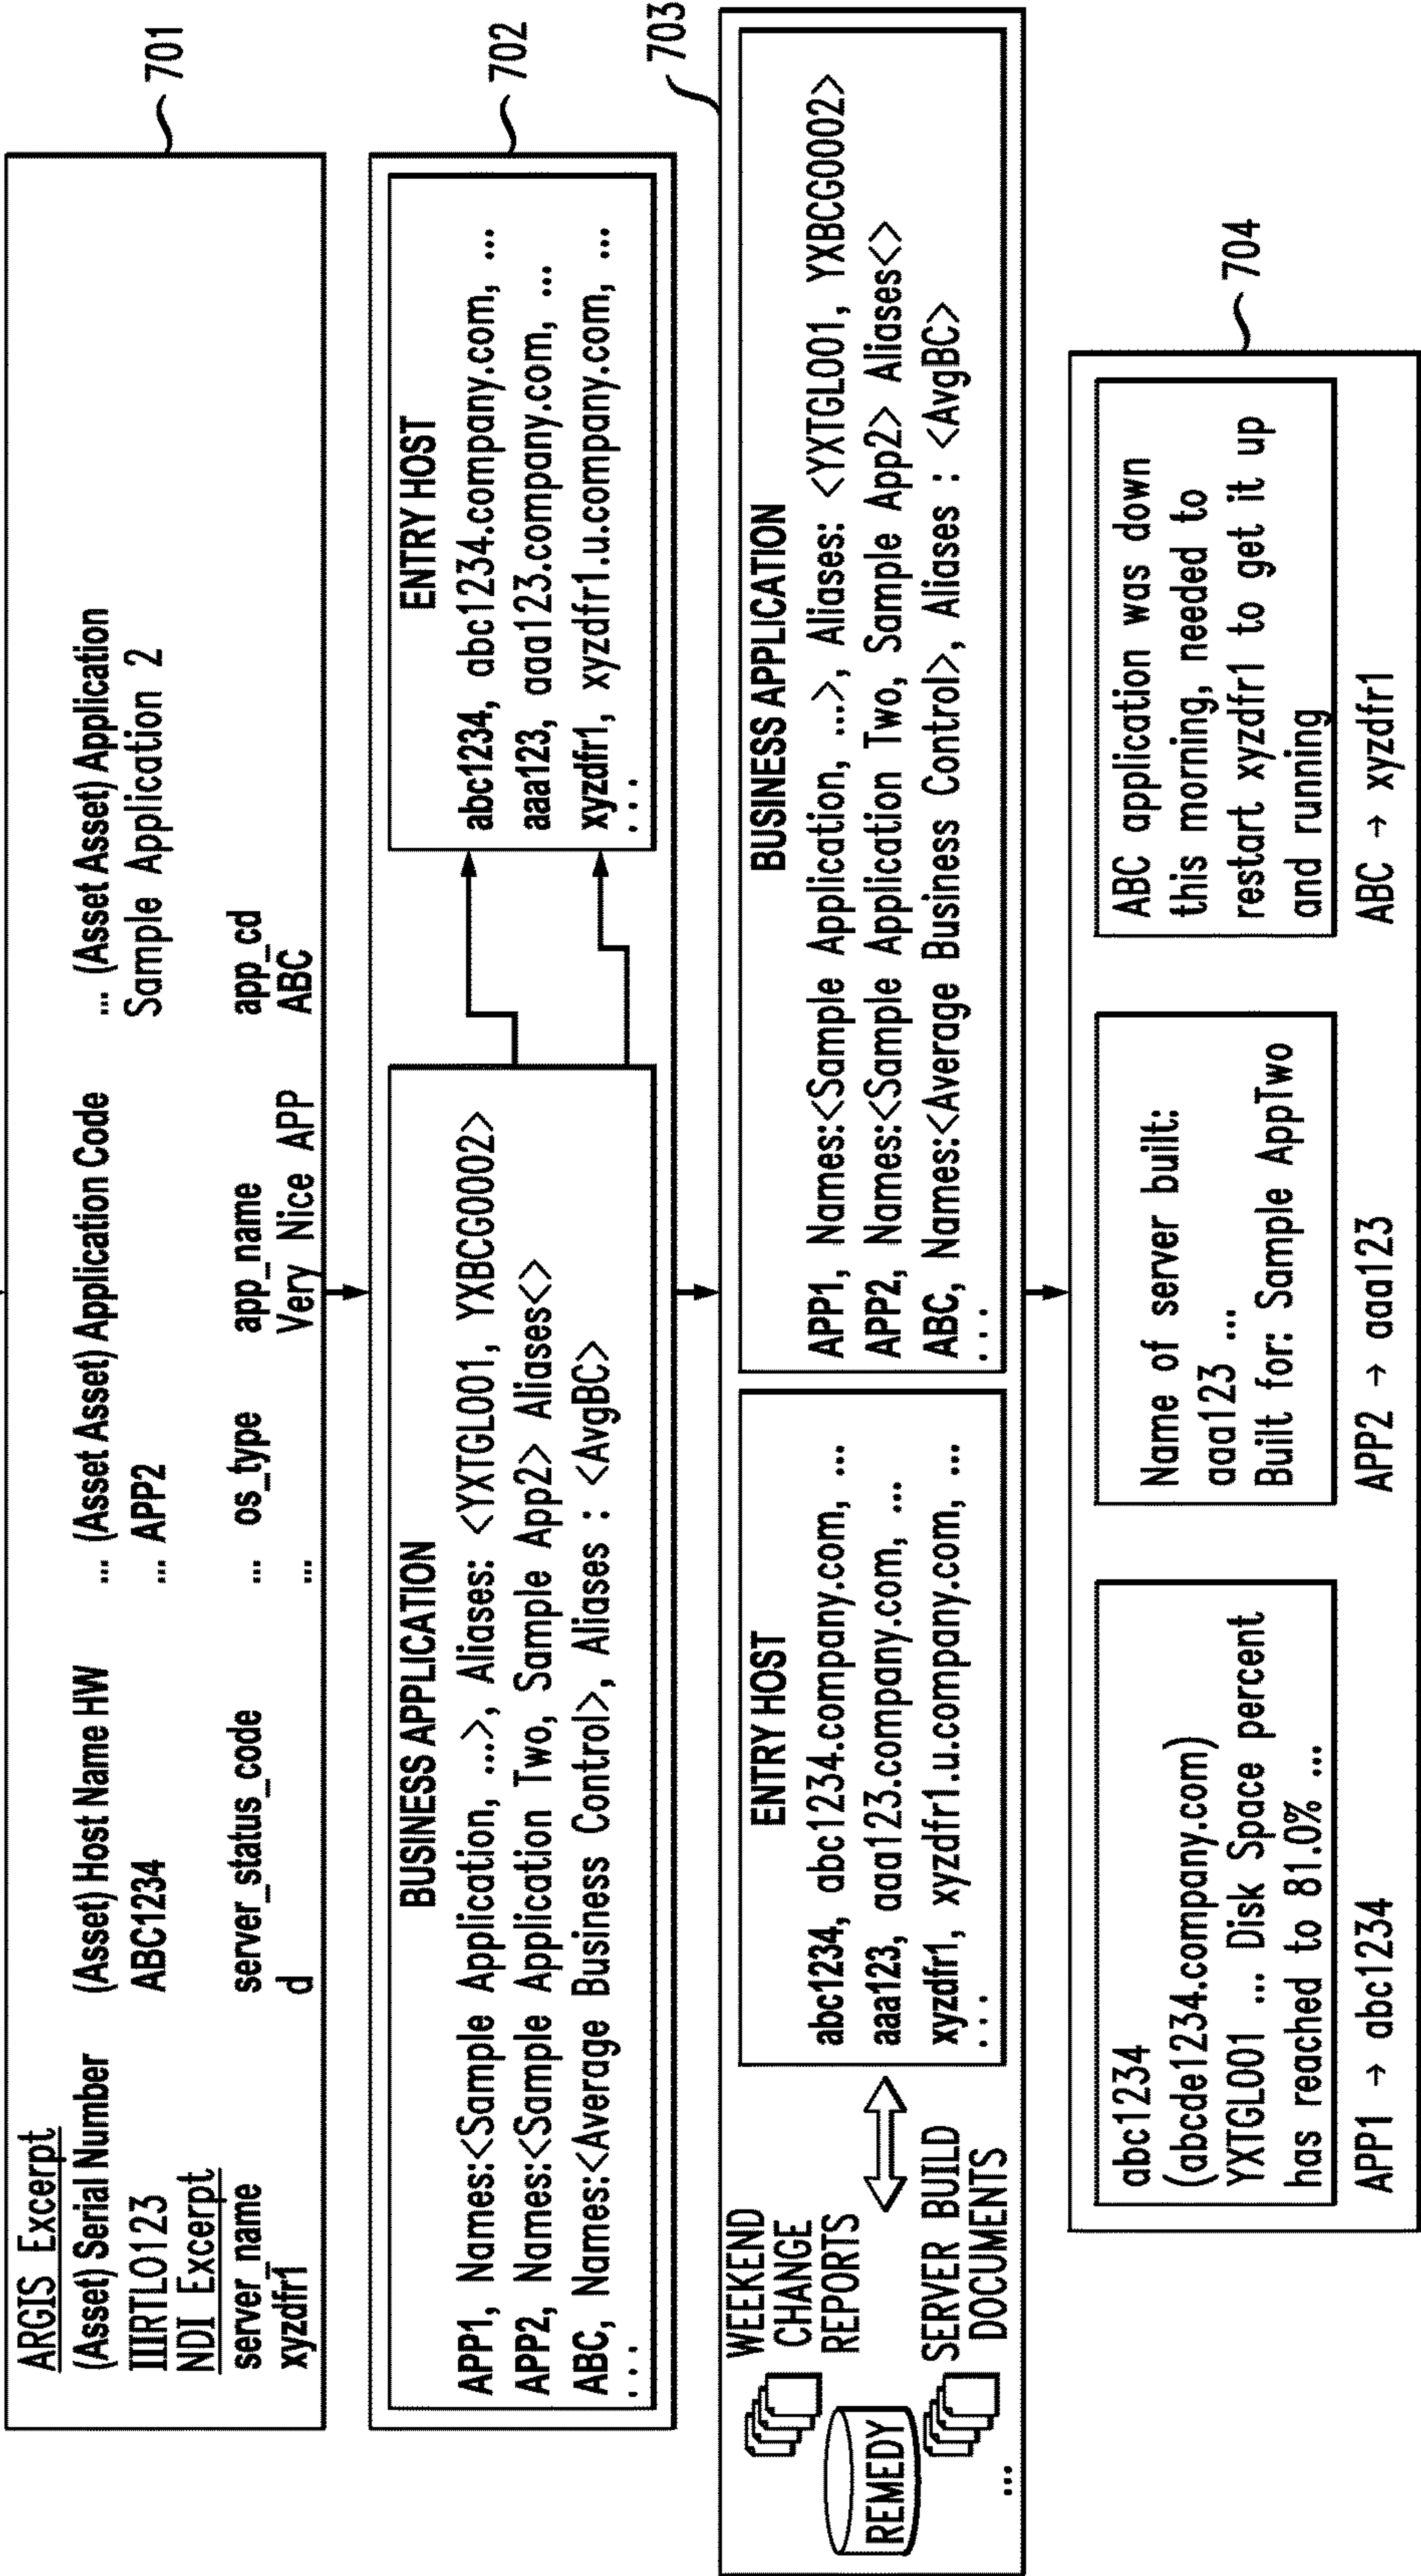 701
ARGIS Excerpt
(Asset) Serial Number (Asset) Host Name HW ... (Asset Asset) Application Code ... (Asset Asset) Application
IIIRTL0123 ABC1234 ... APP2 Sample Application 2
NDI Excerpt
server_name server_status_code ... os_type app_name app_cd
xyzdfr1 d ... Very Nice APP ABC
702
BUSINESS APPLICATION
APP1, Names:<Sample Application, ...>, Aliases: <YXTGL001, YXBCG0002>
APP2, Names:<Sample Application Two, Sample App2> Aliases<>
ABC, Names:<Average Business Control>, Aliases : <AvgBC>
...
ENTRY HOST
abc1234, abc1234.company.com, ...
aaa123, aaa123.company.com, ...
xyzdfr1, xyzdfr1.u.company.com, ...
...
703
WEEKEND
CHANGE
REPORTS
REMEDY
SERVER BUILD
DOCUMENTS
...
ENTRY HOST
abc1234, abc1234.company.com, ...
aaa123, aaa123.company.com, ...
xyzdfr1, xyzdfr1.u.company.com, ...
...
BUSINESS APPLICATION
APP1, Names:<Sample Application, ...>, Aliases: <YXTGL001, YXBCG0002>
APP2, Names:<Sample Application Two, Sample App2> Aliases<>
ABC, Names:<Average Business Control>, Aliases : <AvgBC>
...
704
abc1234
(abcde1234.company.com)
YXTGL001 ... Disk Space percent
has reached to 81.0% ...
APP1 → abc1234
Name of server built:
aaa123 ...
Built for: Sample AppTwo
APP2 → aaa123
ABC application was down
this morning, needed to
restart xyzdfr1 to get it up
and running
ABC → xyzdfr1